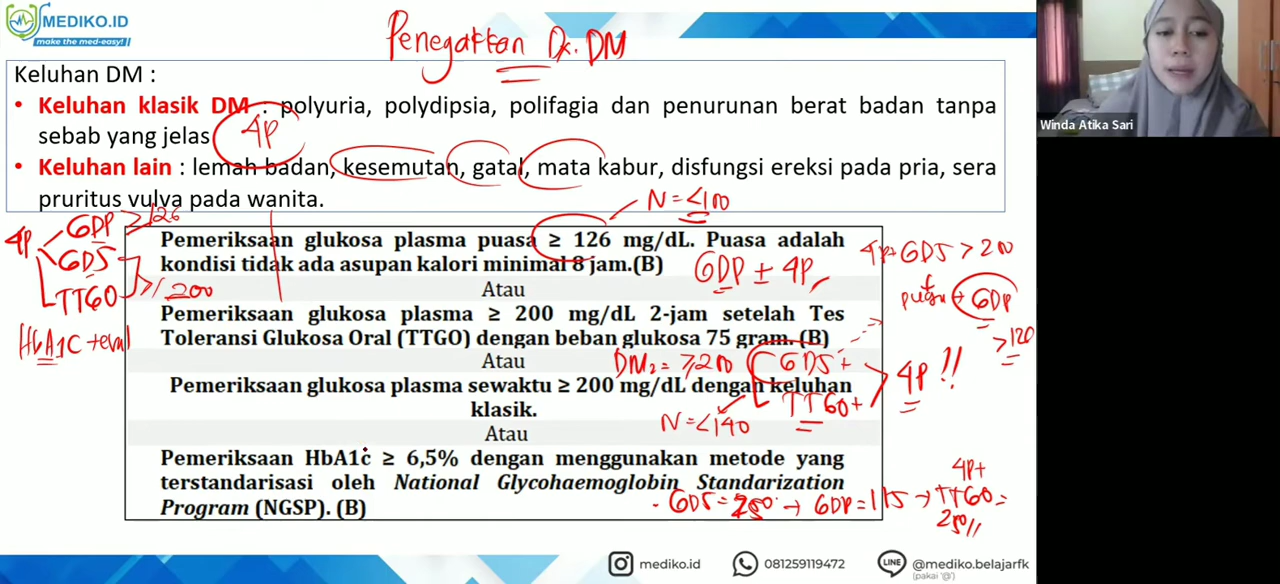 MEDIKO.ID
make the med-easy!
Penegakkan Dx. DM
Winda Atika Sari
Keluhan DM :
• Keluhan klasik DM : polyuria, polydipsia, polifagia dan penurunan berat badan tanpa
sebab yang jelas
4P
• Keluhan lain : lemah badan, kesemutan, gatal, mata kabur, disfungsi ereksi pada pria, sera
pruritus vulva pada wanita.
N = <100
4P
GDP ≥ 126
GDS
TTGO
≥ 200
HbA1C + eval
Pemeriksaan glukosa plasma puasa ≥ 126 mg/dL. Puasa adalah
kondisi tidak ada asupan kalori minimal 8 jam.(B)
GDP ± 4P
4P+GDS > 200
GDP
Atau
Pemeriksaan glukosa plasma ≥ 200 mg/dL 2-jam setelah Tes
Toleransi Glukosa Oral (TTGO) dengan beban glukosa 75 gram. (B)
Atau
GDS +
TTGO+
4P!!
Pemeriksaan glukosa plasma sewaktu ≥ 200 mg/dL dengan keluhan
klasik.
N = <140
Atau
Pemeriksaan HbA1c ≥ 6,5% dengan menggunakan metode yang
terstandarisasi oleh National Glycohaemoglobin Standarization
Program (NGSP). (B)
4P+
- GDS = 250 → GDP = 115 → TTGO =
250//
mediko.id
081259119472
LINE
@mediko.belajarfk
(pakai '@')